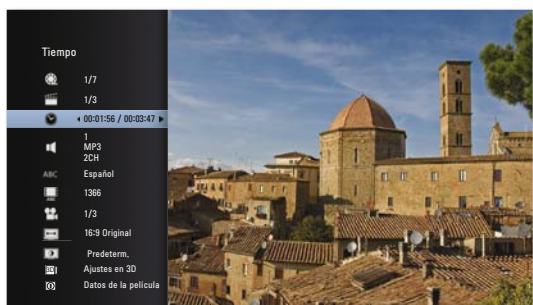 Tiempo
1/7
1/3
00:01:56 / 00:03:47
1
MP3
2CH
ABC Español
1366
1/3
16:9 Original
Predeterm.
3D Ajustes en 3D
Datos de la película